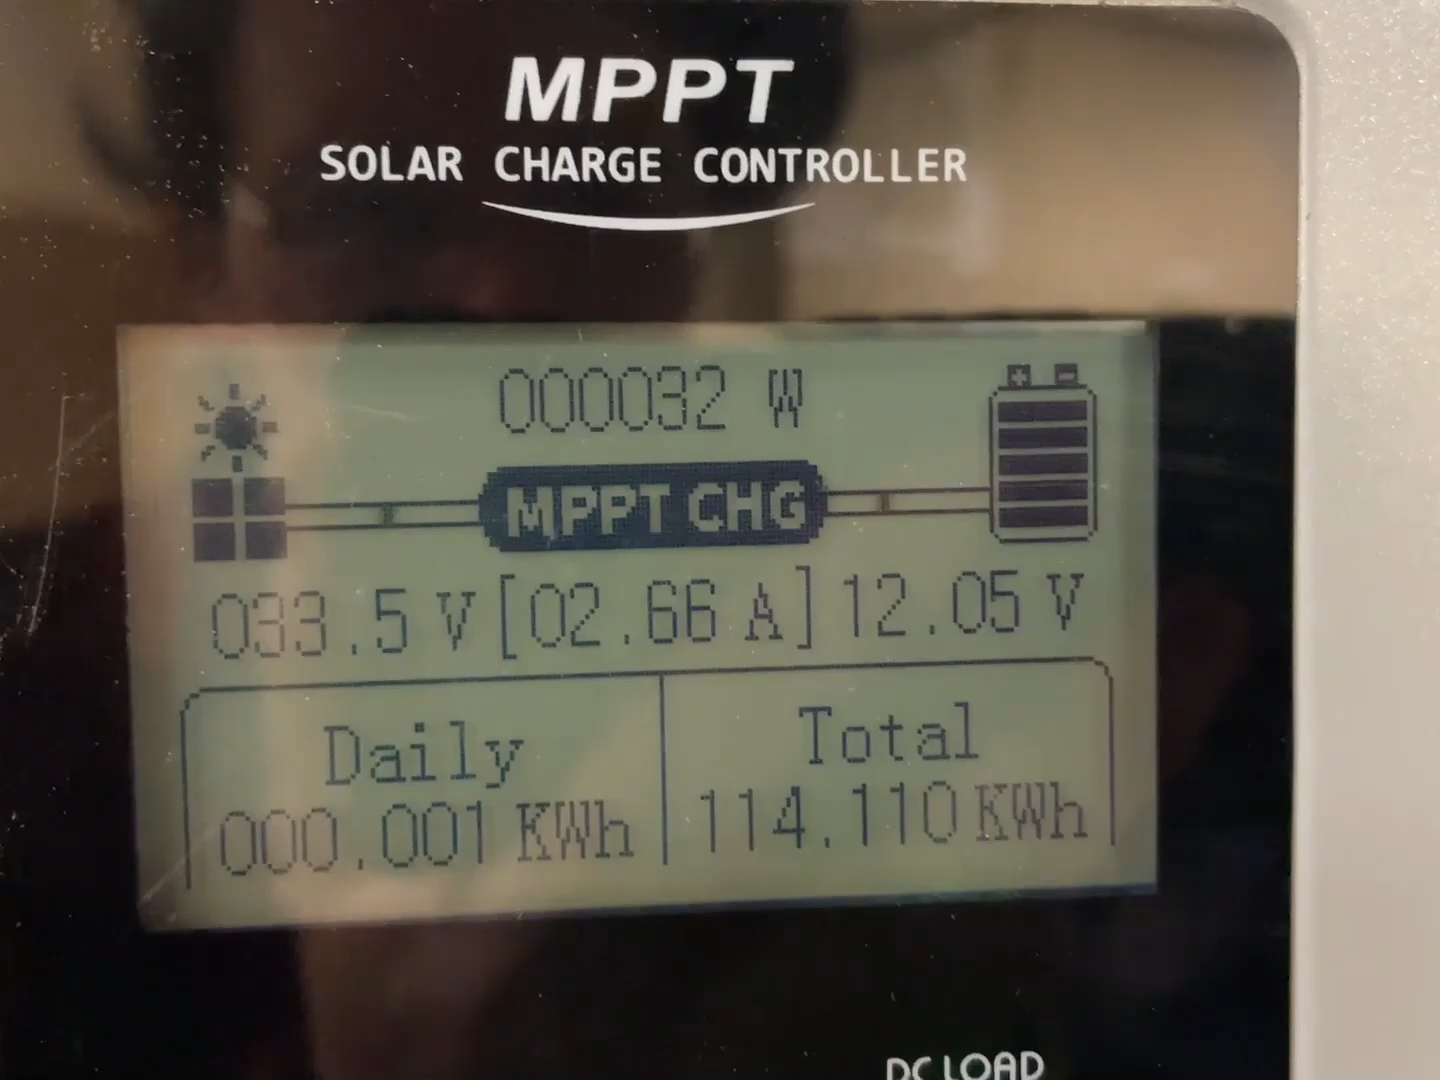 MPPT
SOLAR CHARGE CONTROLLER
000032 W
MPPT CHG
033.5 V [02.66 A] 12.05 V
Daily Total
000.001 KWh 114.110 KWh
DC LOAD